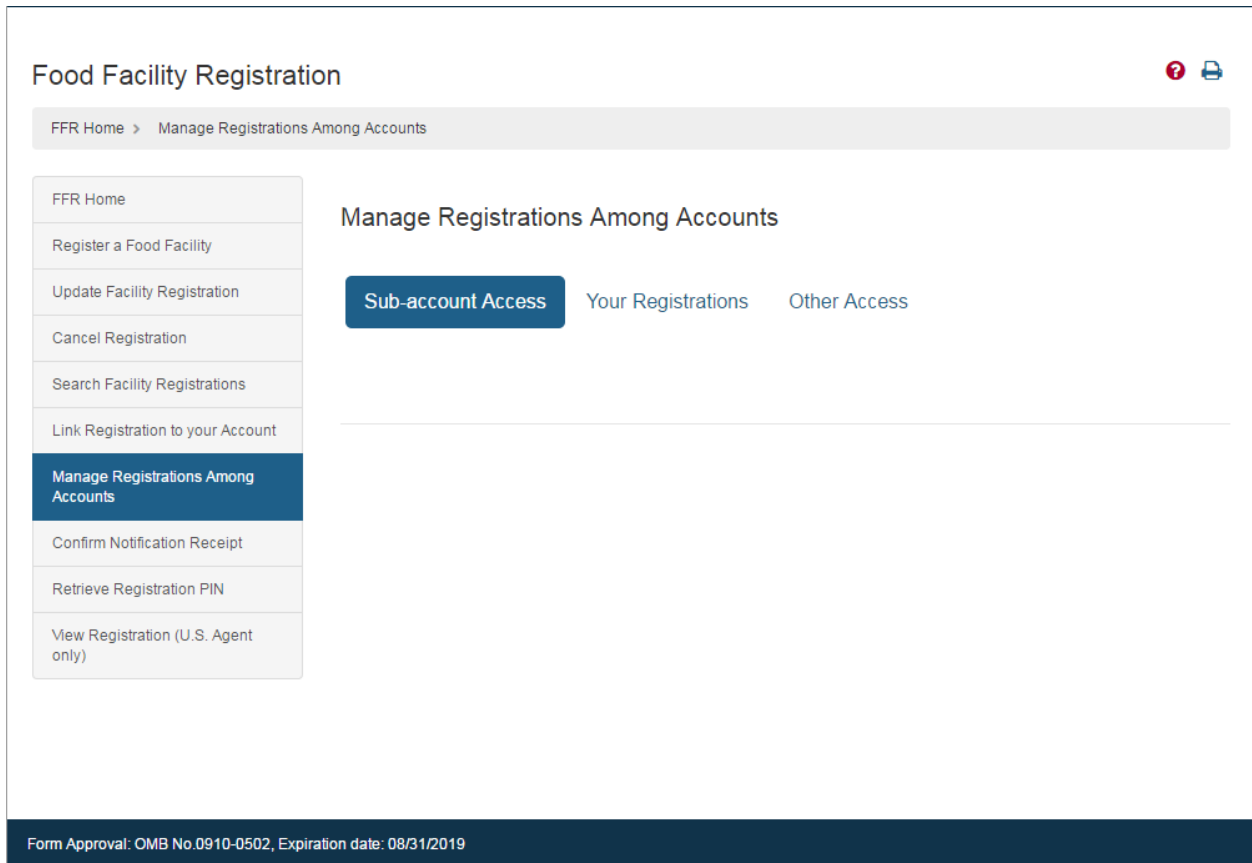 Food Facility Registration
FFR Home > Manage Registrations Among Accounts
FFR Home
Register a Food Facility
Update Facility Registration
Cancel Registration
Search Facility Registrations
Link Registration to your Account
Manage Registrations Among
Accounts
Confirm Notification Receipt
Retrieve Registration PIN
View Registration (U.S. Agent
only)
Manage Registrations Among Accounts
Sub-account Access Your Registrations Other Access
Form Approval: OMB No.0910-0502, Expiration date: 08/31/2019